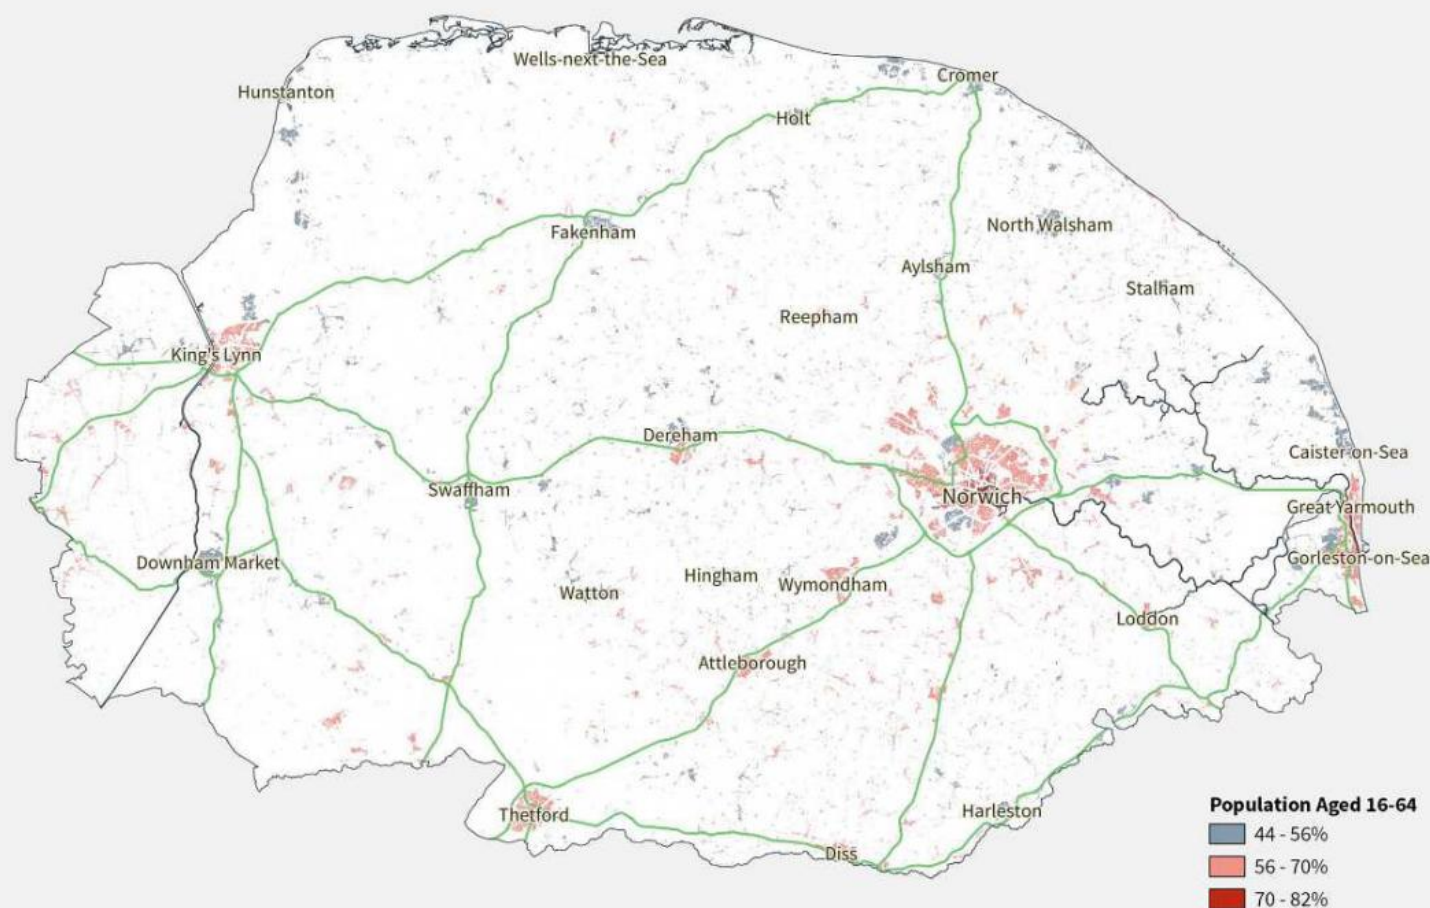 Wells-next-the-Sea
Cromer
Hunstanton
Holt
North Walsham
Fakenham
Aylsham
Stalham
Reepham
King's Lynn
Dereham
Caister-on-Sea
Swaffham
Norwich
Great Yarmouth
Gorleston-on-Sea
Downham Market
Hingham
Wymondham
Watton
Loddon
Attleborough
Harleston
Thetford
Diss
Population Aged 16-64
44 - 56%
56 - 70%
70 - 82%